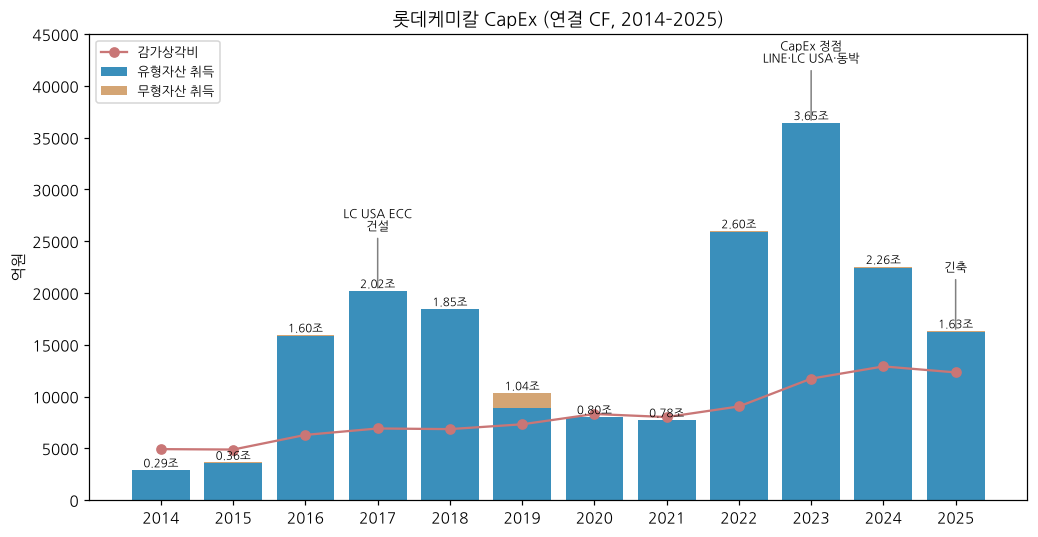 롯데케미칼 CapEx (연결 CF, 2014-2025)
억원
45000
40000
35000
30000
25000
20000
15000
10000
5000
0
감가상각비
유형자산 취득
무형자산 취득
CapEx 정점
LINE·LC USA·동박
LC USA ECC
건설
긴축
0.29조
0.36조
1.60조
2.02조
1.85조
1.04조
0.80조
0.78조
2.60조
3.65조
2.26조
1.63조
2014
2015
2016
2017
2018
2019
2020
2021
2022
2023
2024
2025